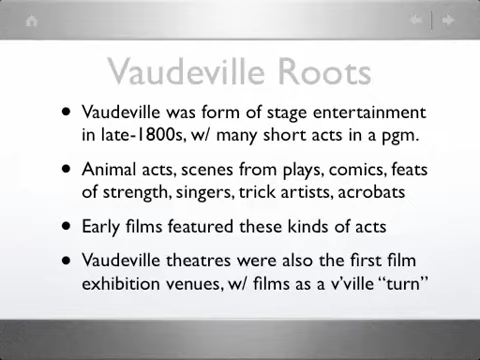 Vaudeville Roots
• Vaudeville was form of stage entertainment
in late-1800s, w/ many short acts in a pgm.
• Animal acts, scenes from plays, comics, feats
of strength, singers, trick artists, acrobats
• Early films featured these kinds of acts
• Vaudeville theatres were also the first film
exhibition venues, w/ films as a v'ville “turn”